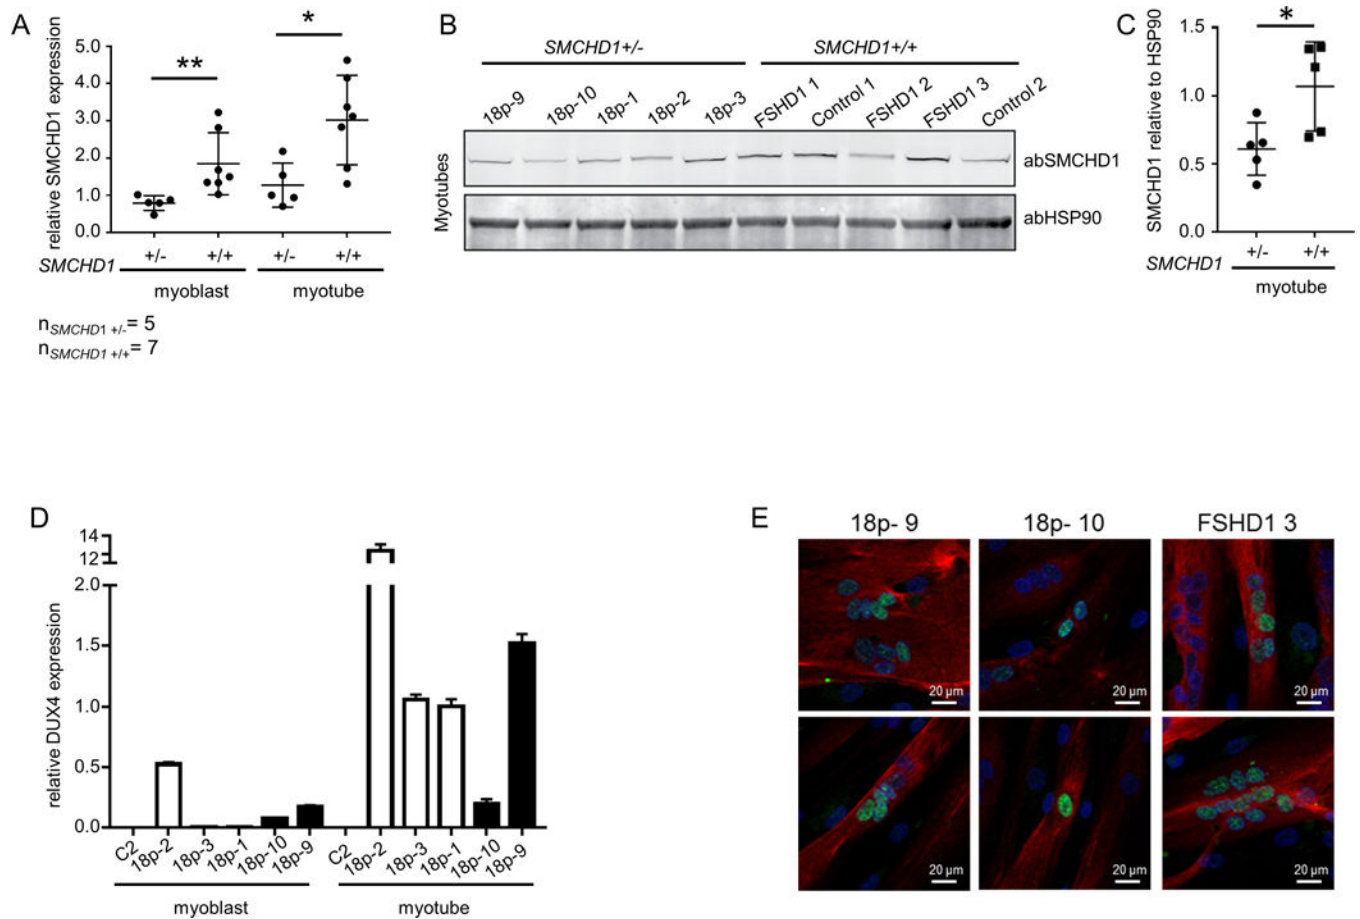 A
relative SMCHD1 expression
5.0
4.0
3.0
2.0
1.0
0.0
**
*
SMCHD1
+/-
+/+
+/-
+/+
myoblast
myotube
nSMCHD1 +/-= 5
nSMCHD1 +/+= 7
B
SMCHD1+/-
SMCHD1+/+
18p-9
18p-10
18p-1
18p-2
18p-3
FSHD1 1
Control 1
FSHD1 2
FSHD1 3
Control 2
Myotubes
abSMCHD1
abHSP90
C
SMCHD1 relative to HSP90
1.5
1.0
0.5
0.0
*
SMCHD1
+/-
+/+
myotube
D
relative DUX4 expression
14
12
2.0
1.5
1.0
0.5
0.0
C2
18p-2
18p-3
18p-1
18p-10
18p-9
C2
18p-2
18p-3
18p-1
18p-10
18p-9
myoblast
myotube
E
18p- 9
18p- 10
FSHD1 3
20 µm
20 µm
20 µm
20 µm
20 µm
20 µm